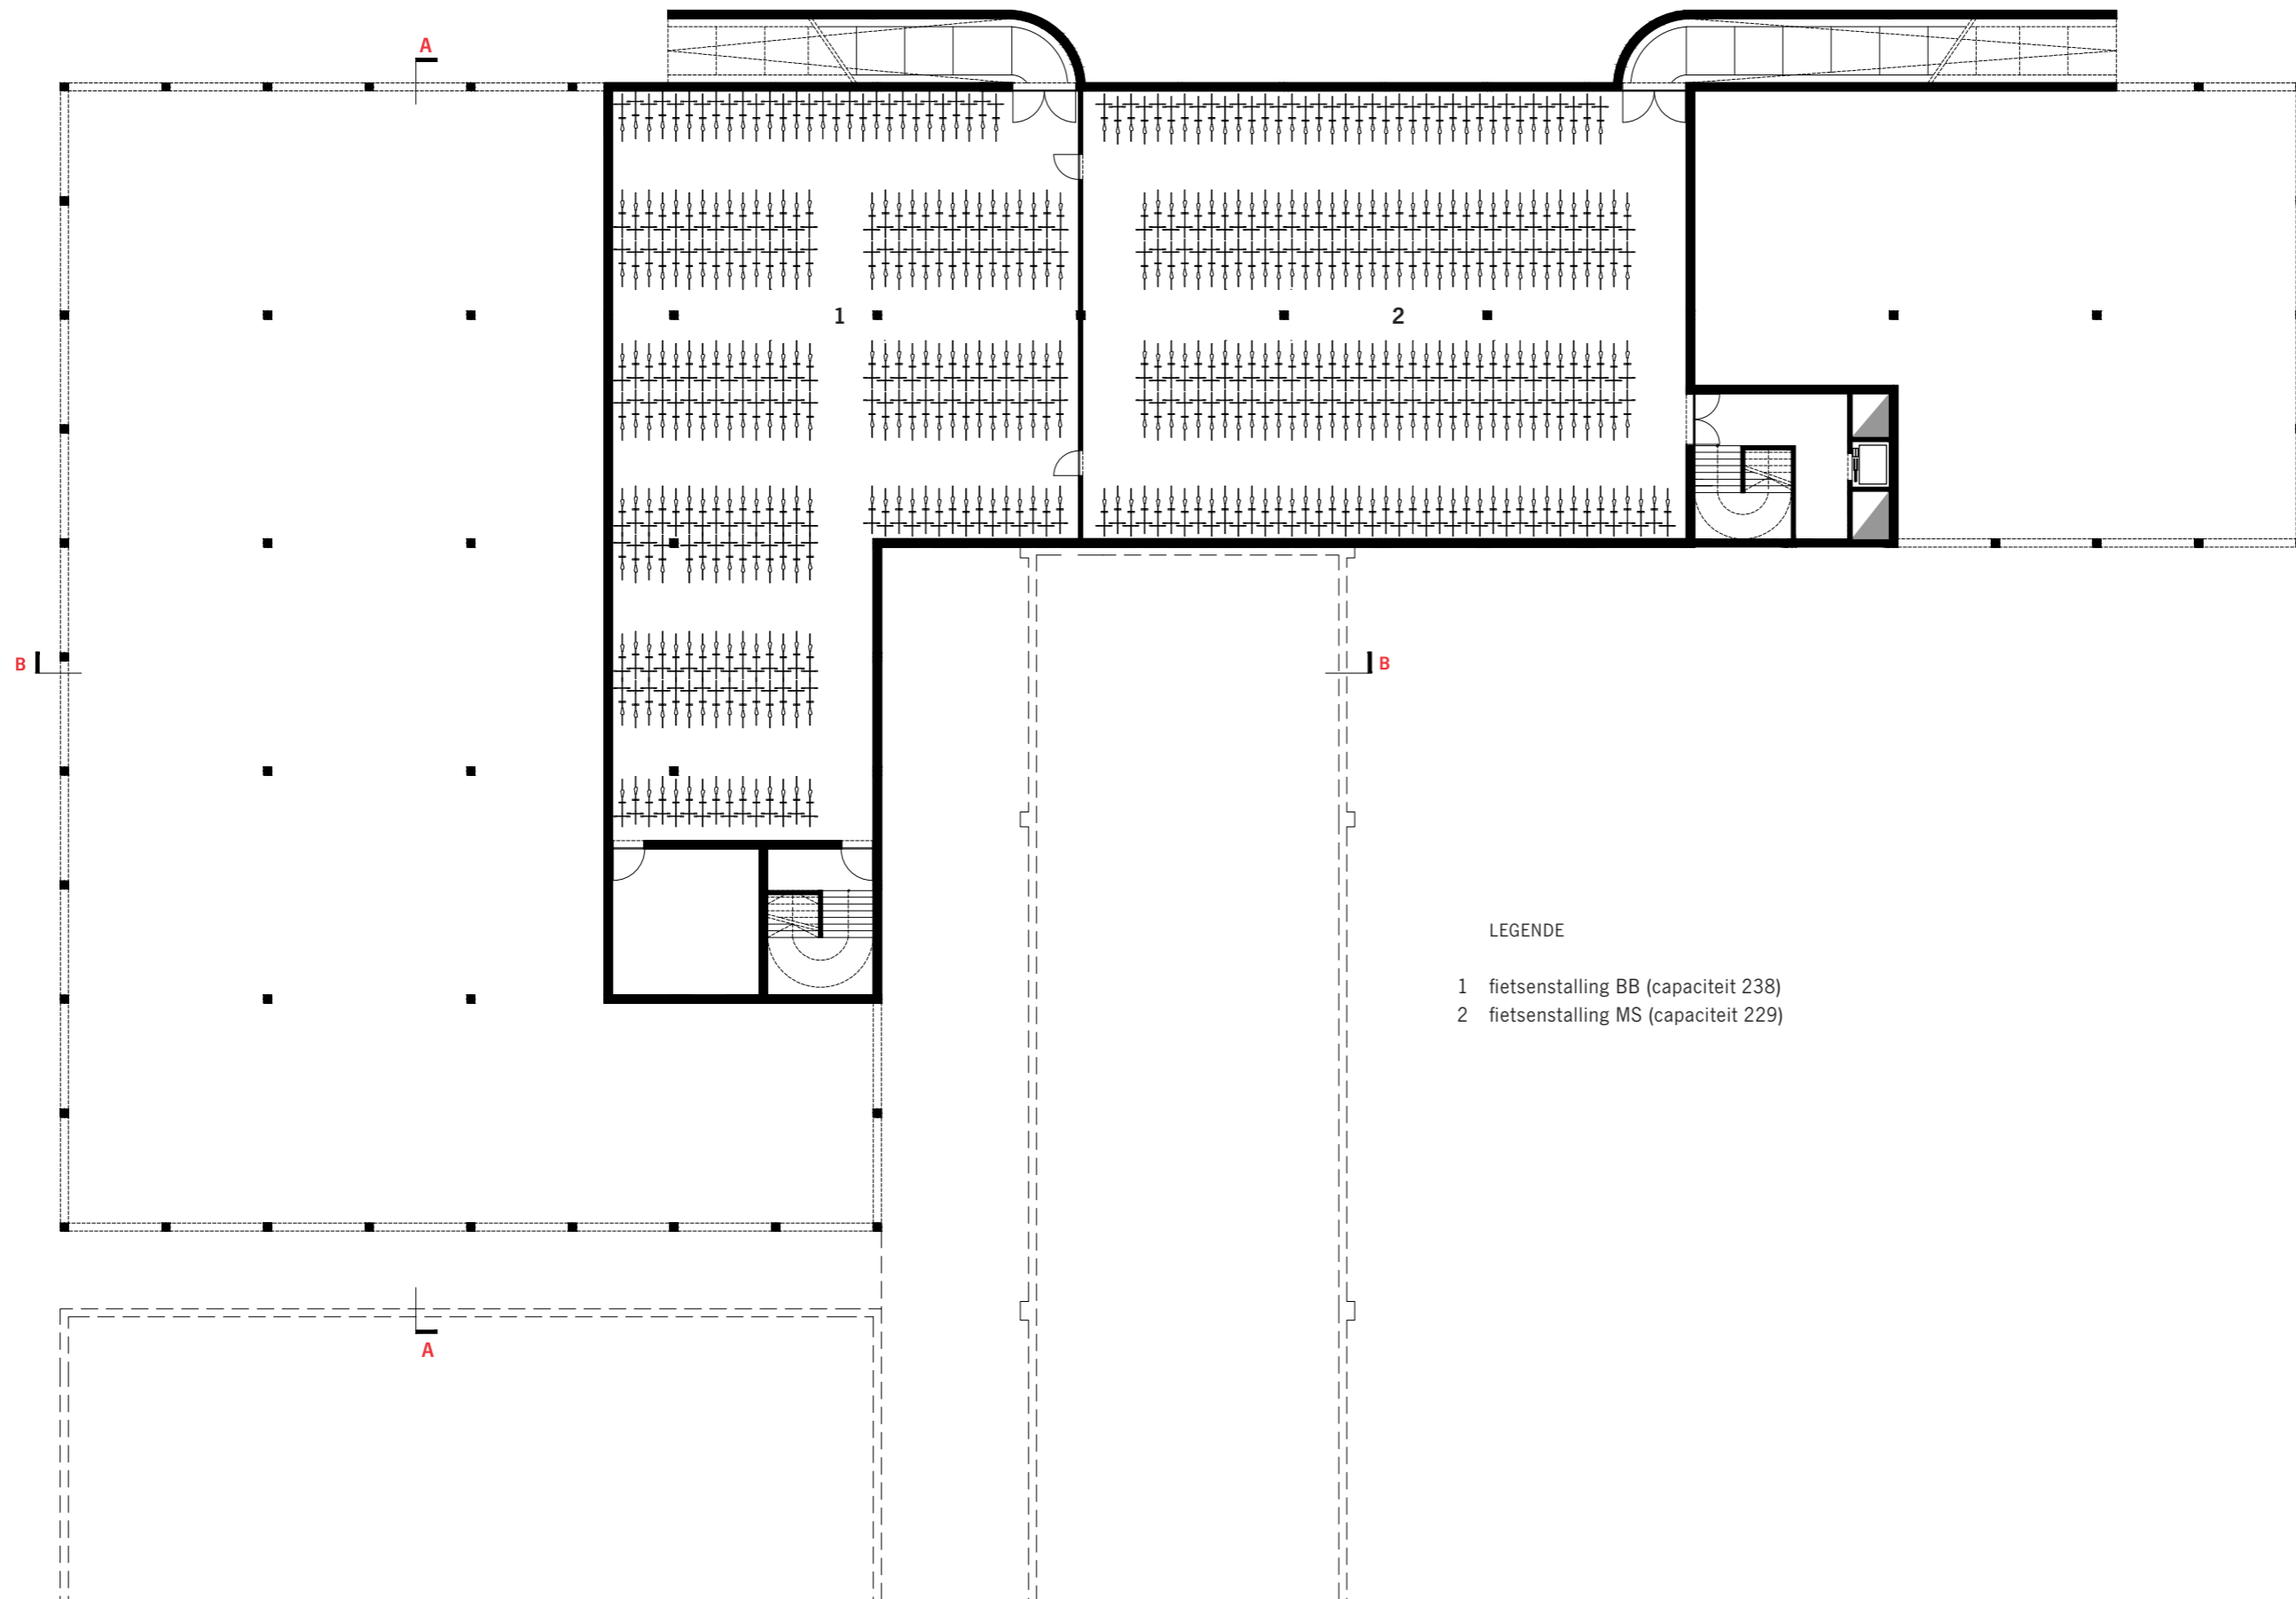 A
1
2
B
B
LEGENDE
1 fietsenstalling BB (capaciteit 238)
2 fietsenstalling MS (capaciteit 229)
A